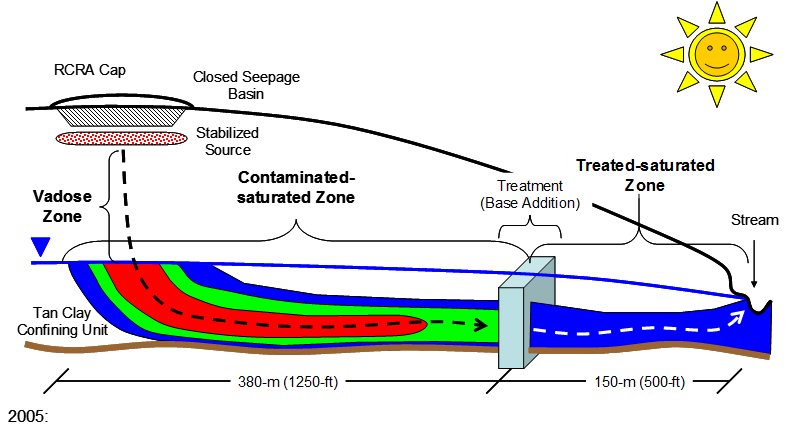 RCRA Cap
Closed Seepage
Basin
Stabilized
Source
Vadose
Zone
Contaminated-
saturated Zone
Treatment
(Base Addition)
Treated-saturated
Zone
Stream
Tan Clay
Confining Unit
380-m (1250-ft)
150-m (500-ft)
2005: